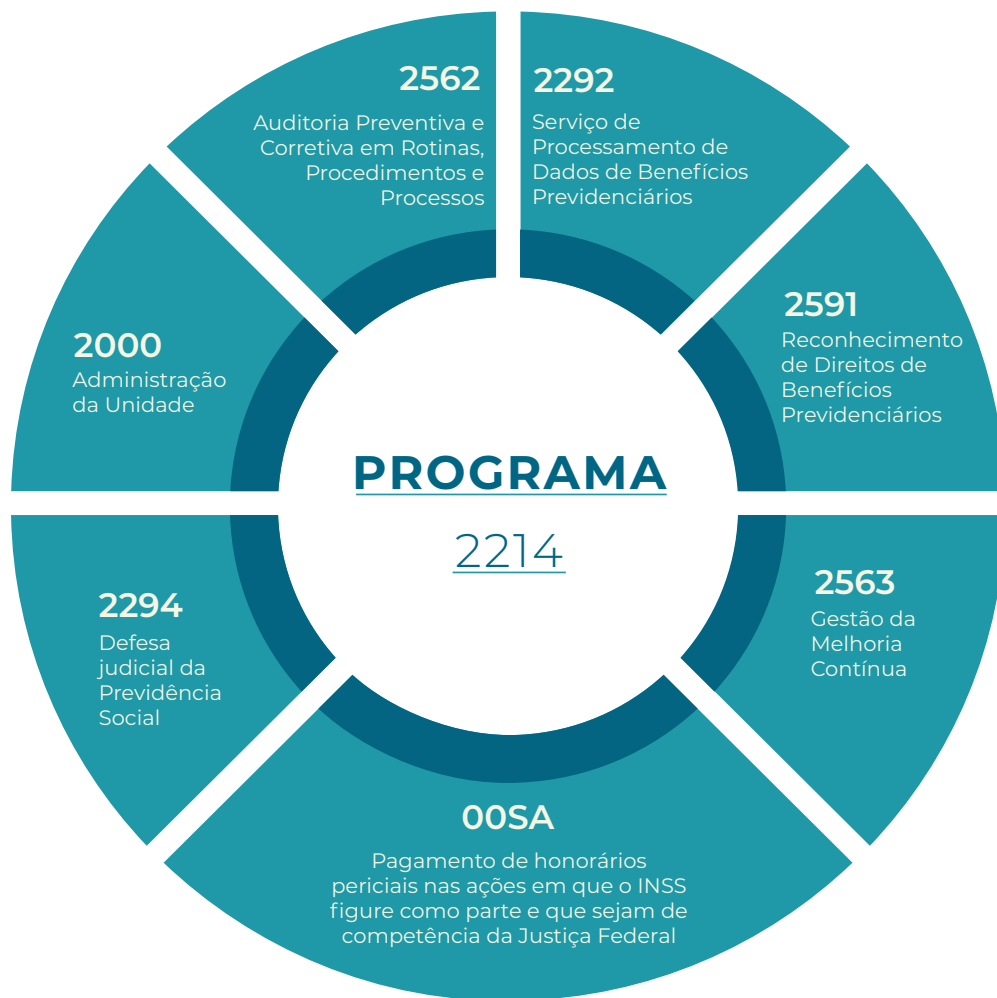 2562
Auditoria Preventiva e
Corretiva em Rotinas,
Procedimentos e
Processos
2292
Serviço de
Processamento de
Dados de Benefícios
Previdenciários
2591
Reconhecimento
de Direitos de
Benefícios
Previdenciários
2000
Administração
da Unidade
PROGRAMA
2214
2563
Gestão da
Melhoria
Contínua
2294
Defesa
judicial da
Previdência
Social
00SA
Pagamento de honorários
periciais nas ações em que o INSS
figure como parte e que sejam de
competência da Justiça Federal